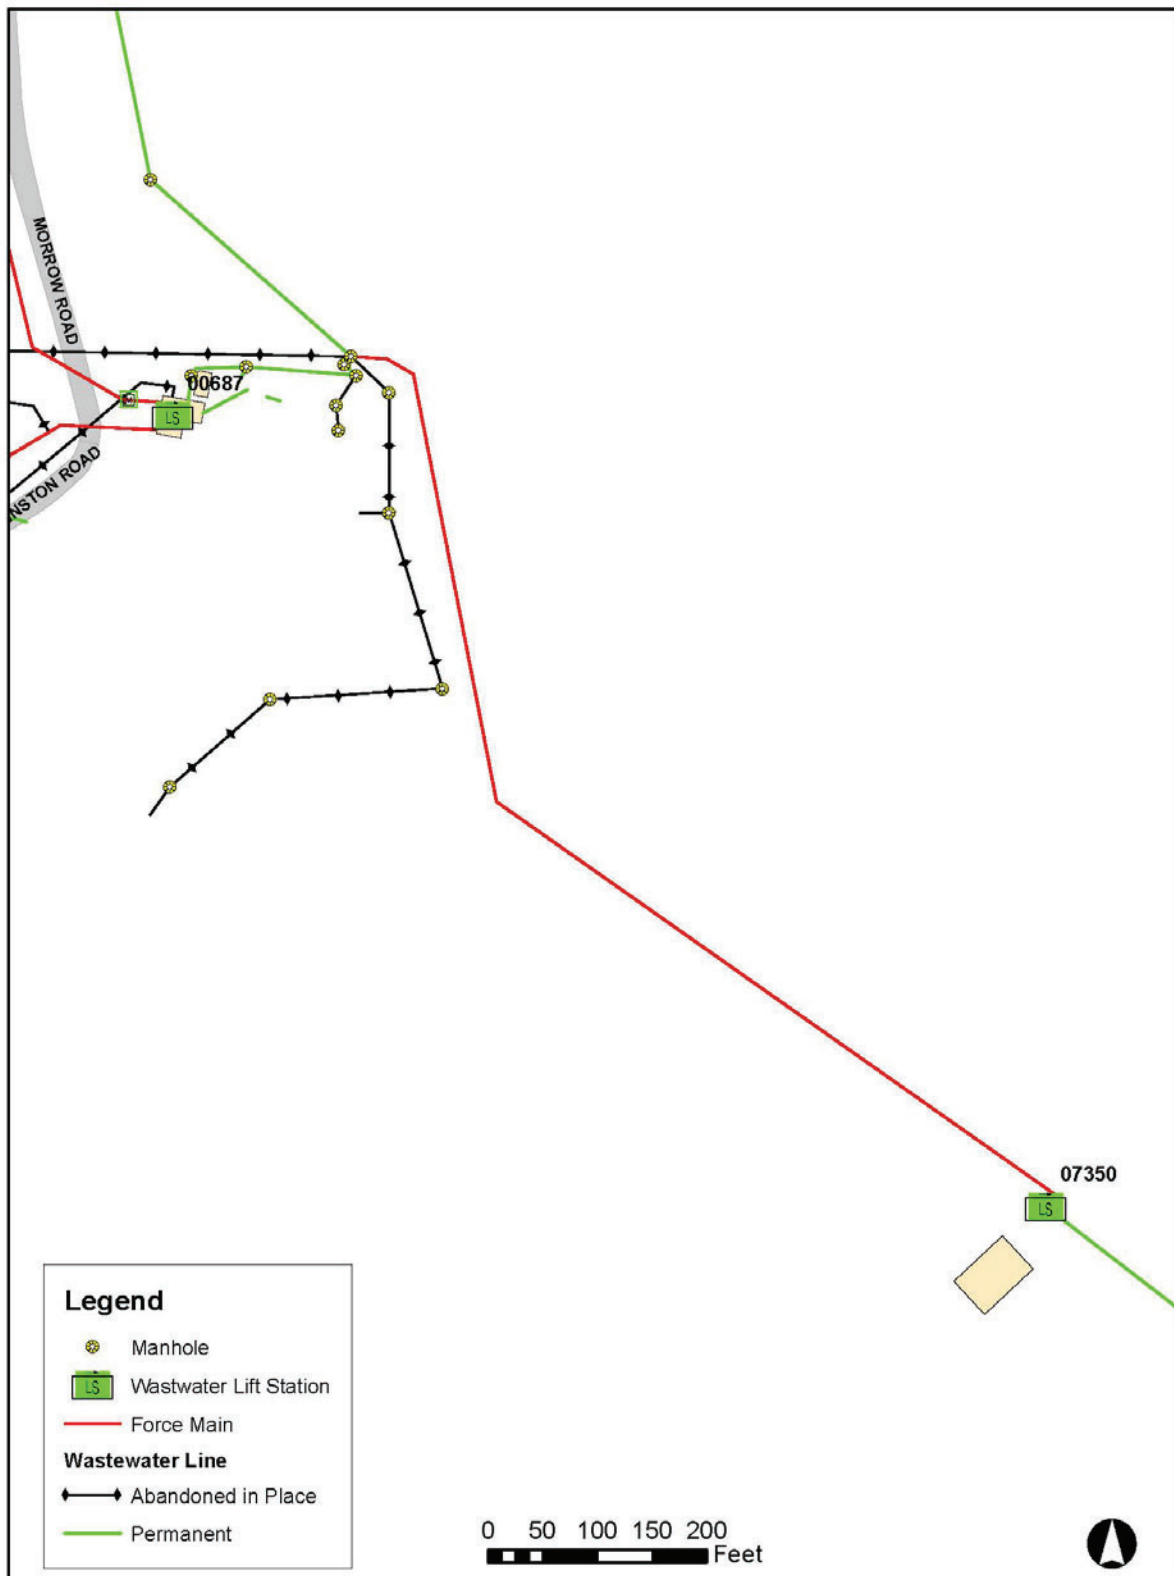 MORROW ROAD
00687
LS
M
NSTON ROAD
07350
LS
Legend
Manhole
LS Wastwater Lift Station
Force Main
Wastewater Line
Abandoned in Place
Permanent
0 50 100 150 200
Feet